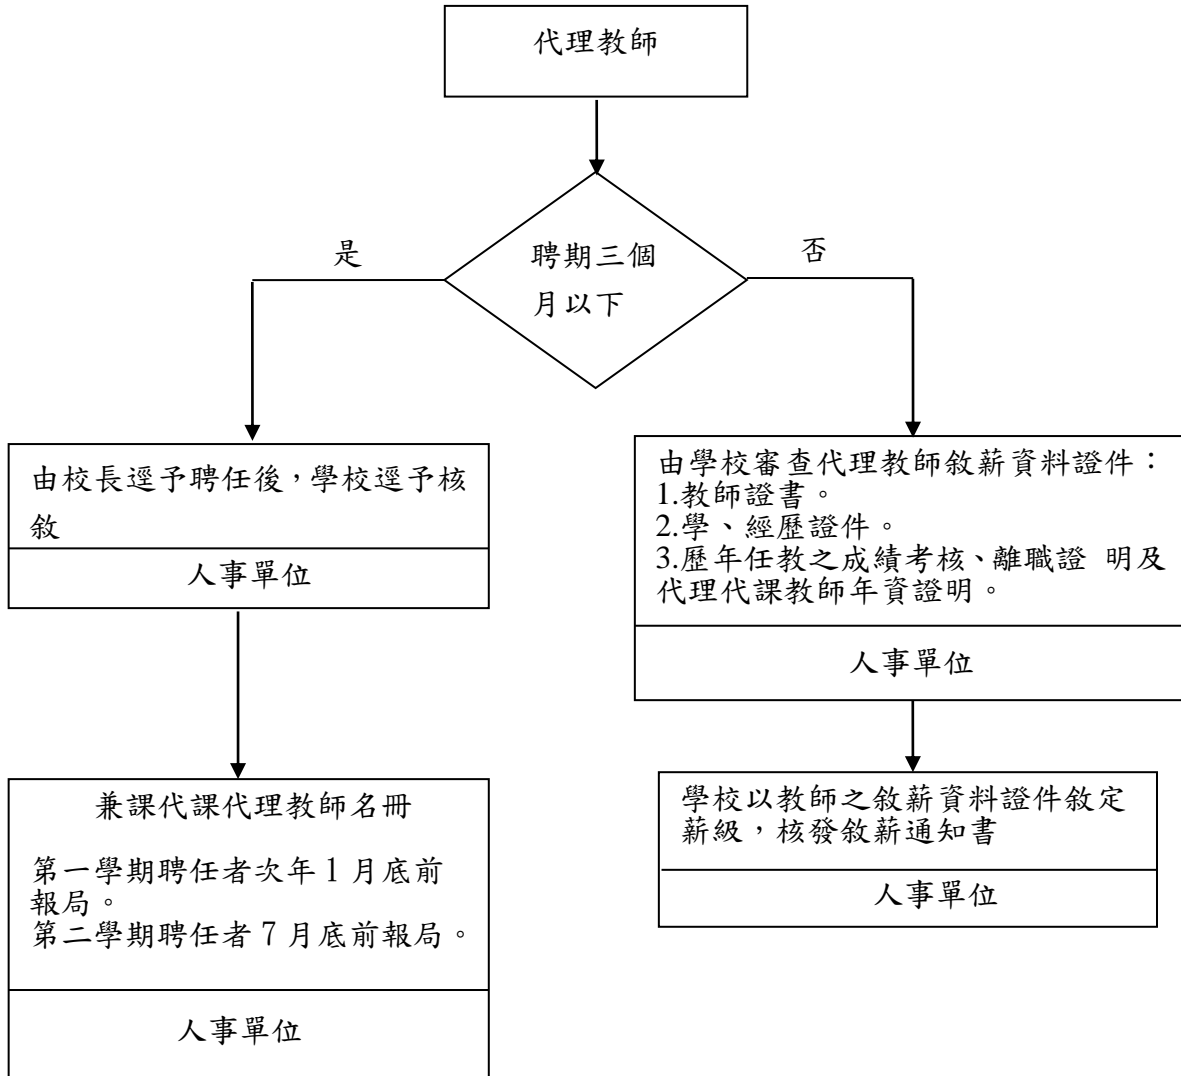 代理教師
聘期三個
月以下
是
否
由校長逕予聘任後，學校逕予核
敘
人事單位
由學校審查代理教師敘薪資料證件：
1.教師證書。
2.學、經歷證件。
3.歷年任教之成績考核、離職證 明及
代理代課教師年資證明。
人事單位
兼課代課代理教師名冊
第一學期聘任者次年 1 月底前
報局。
第二學期聘任者 7 月底前報局。
人事單位
學校以教師之敘薪資料證件敘定
薪級，核發敘薪通知書
人事單位